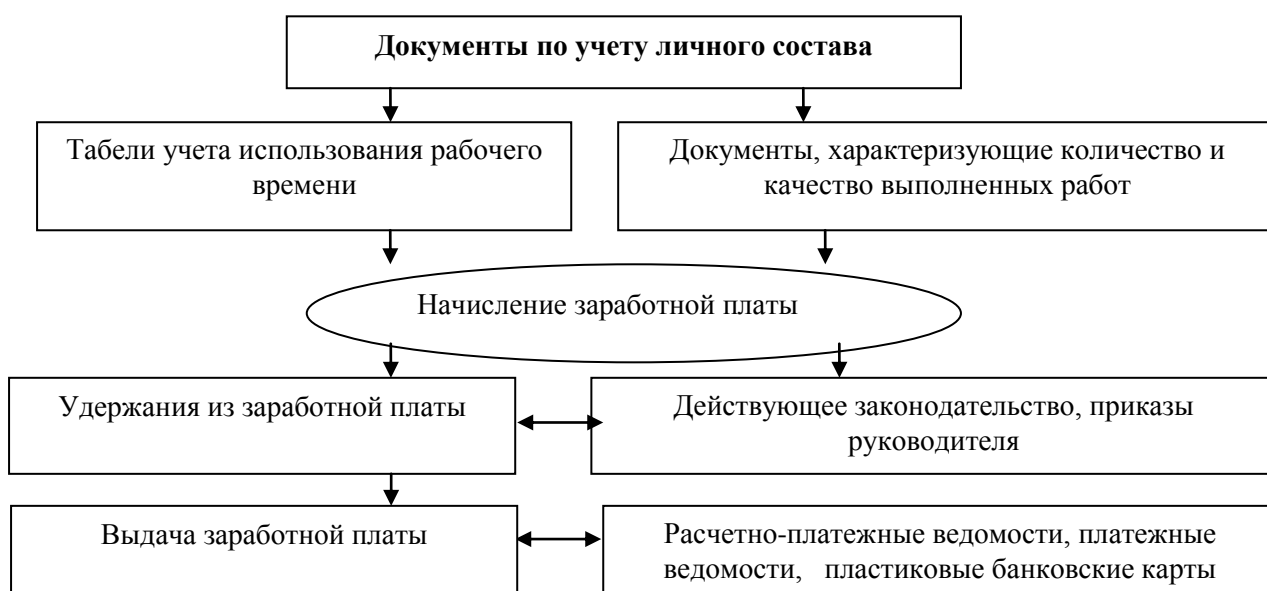 Документы по учету личного состава
Табели учета использования рабочего
времени
Документы, характеризующие количество и
качество выполненных работ
Начисление заработной платы
Удержания из заработной платы
Действующее законодательство, приказы
руководителя
Выдача заработной платы
Расчетно-платежные ведомости, платежные
ведомости, пластиковые банковские карты